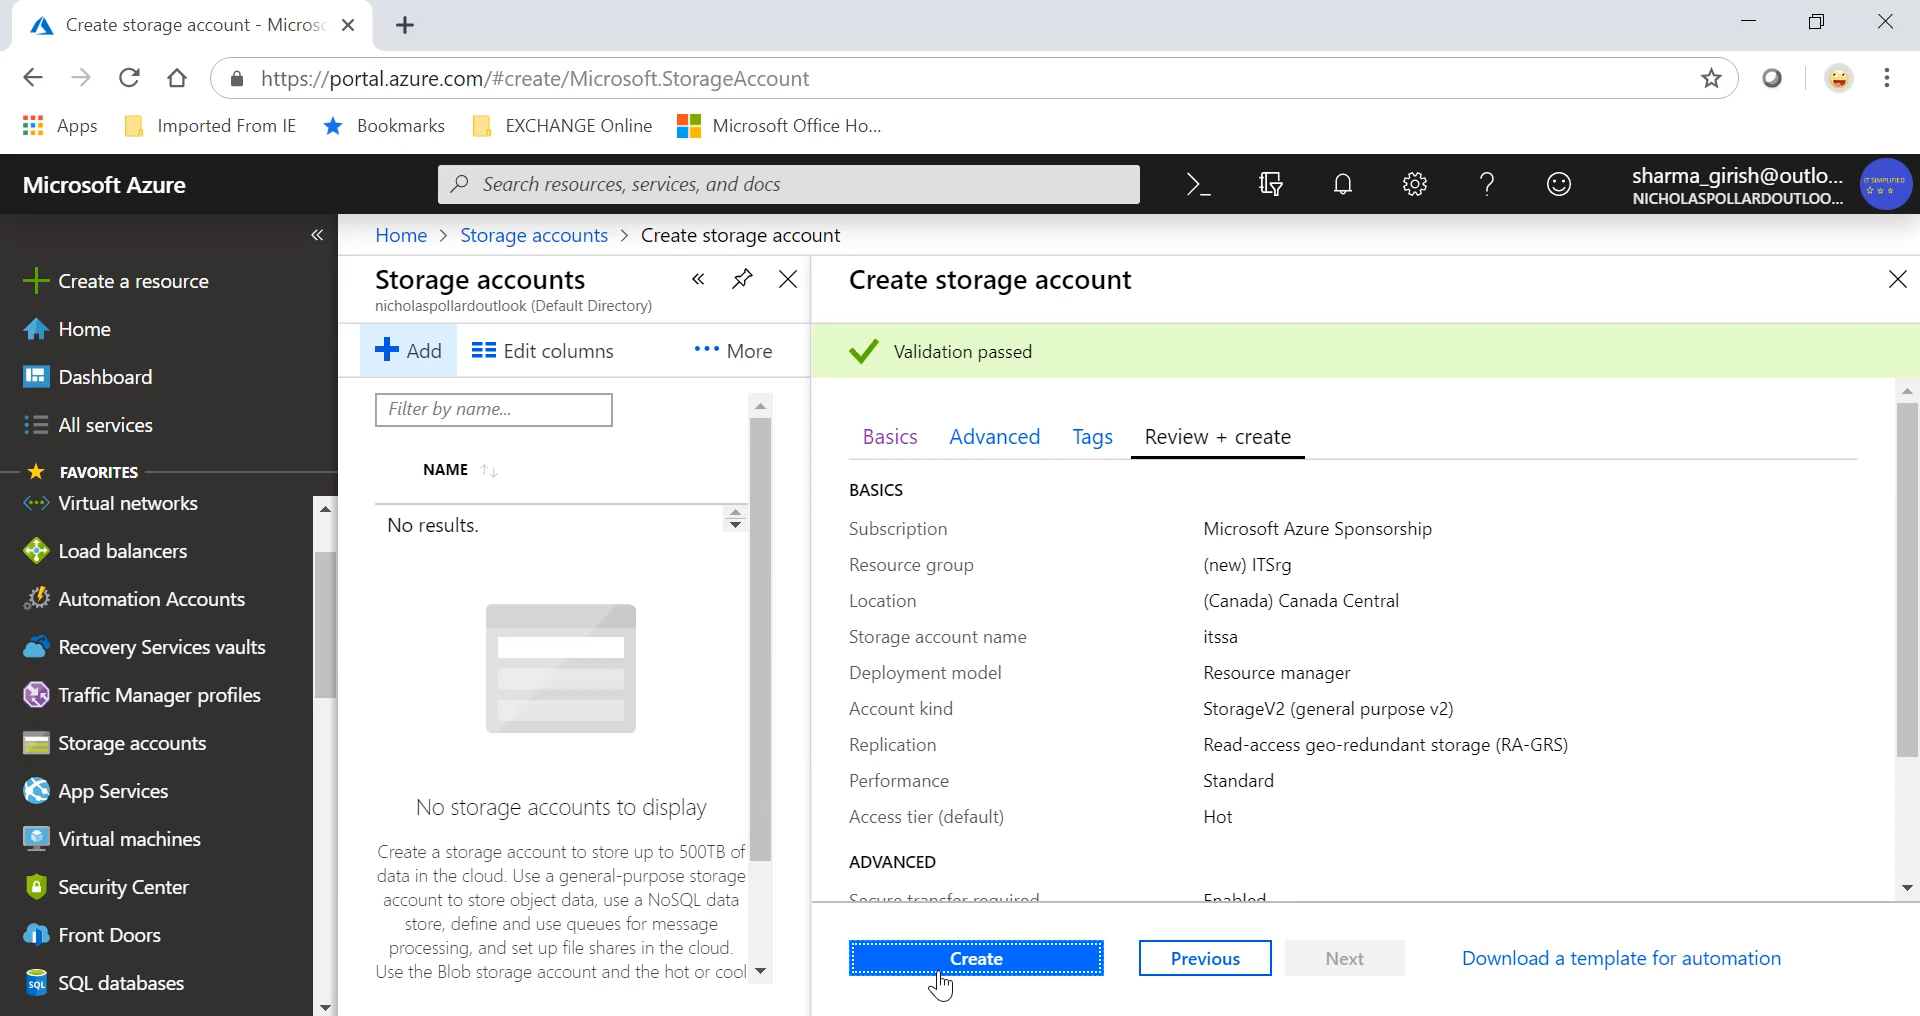 Create storage account - Micros
https://portal.azure.com/#create/Microsoft.StorageAccount
Apps
Imported From IE
Bookmarks
EXCHANGE Online
Microsoft Office Ho...
Microsoft Azure
Search resources, services, and docs
sharma_girish@outlo...
NICHOLASPOLLARDOUTLOO...
IT SIMPLIFIED
Create a resource
Home
Dashboard
All services
FAVORITES
Virtual networks
Load balancers
Automation Accounts
Recovery Services vaults
Traffic Manager profiles
Storage accounts
App Services
Virtual machines
Security Center
Front Doors
SQL
SQL databases
Home > Storage accounts > Create storage account
Storage accounts
nicholaspollardoutlook (Default Directory)
Add
Edit columns
More
Filter by name...
NAME
No results.
No storage accounts to display
Create a storage account to store up to 500TB of
data in the cloud. Use a general-purpose storage
account to store object data, use a NoSQL data
store, define and use queues for message
processing, and set up file shares in the cloud.
Use the Blob storage account and the hot or cool
Create storage account
Validation passed
Basics Advanced Tags Review + create
BASICS
Subscription Microsoft Azure Sponsorship
Resource group (new) ITSrg
Location (Canada) Canada Central
Storage account name itssa
Deployment model Resource manager
Account kind StorageV2 (general purpose v2)
Replication Read-access geo-redundant storage (RA-GRS)
Performance Standard
Access tier (default) Hot
ADVANCED
Secure transfer required Enabled
Create
Previous
Next
Download a template for automation